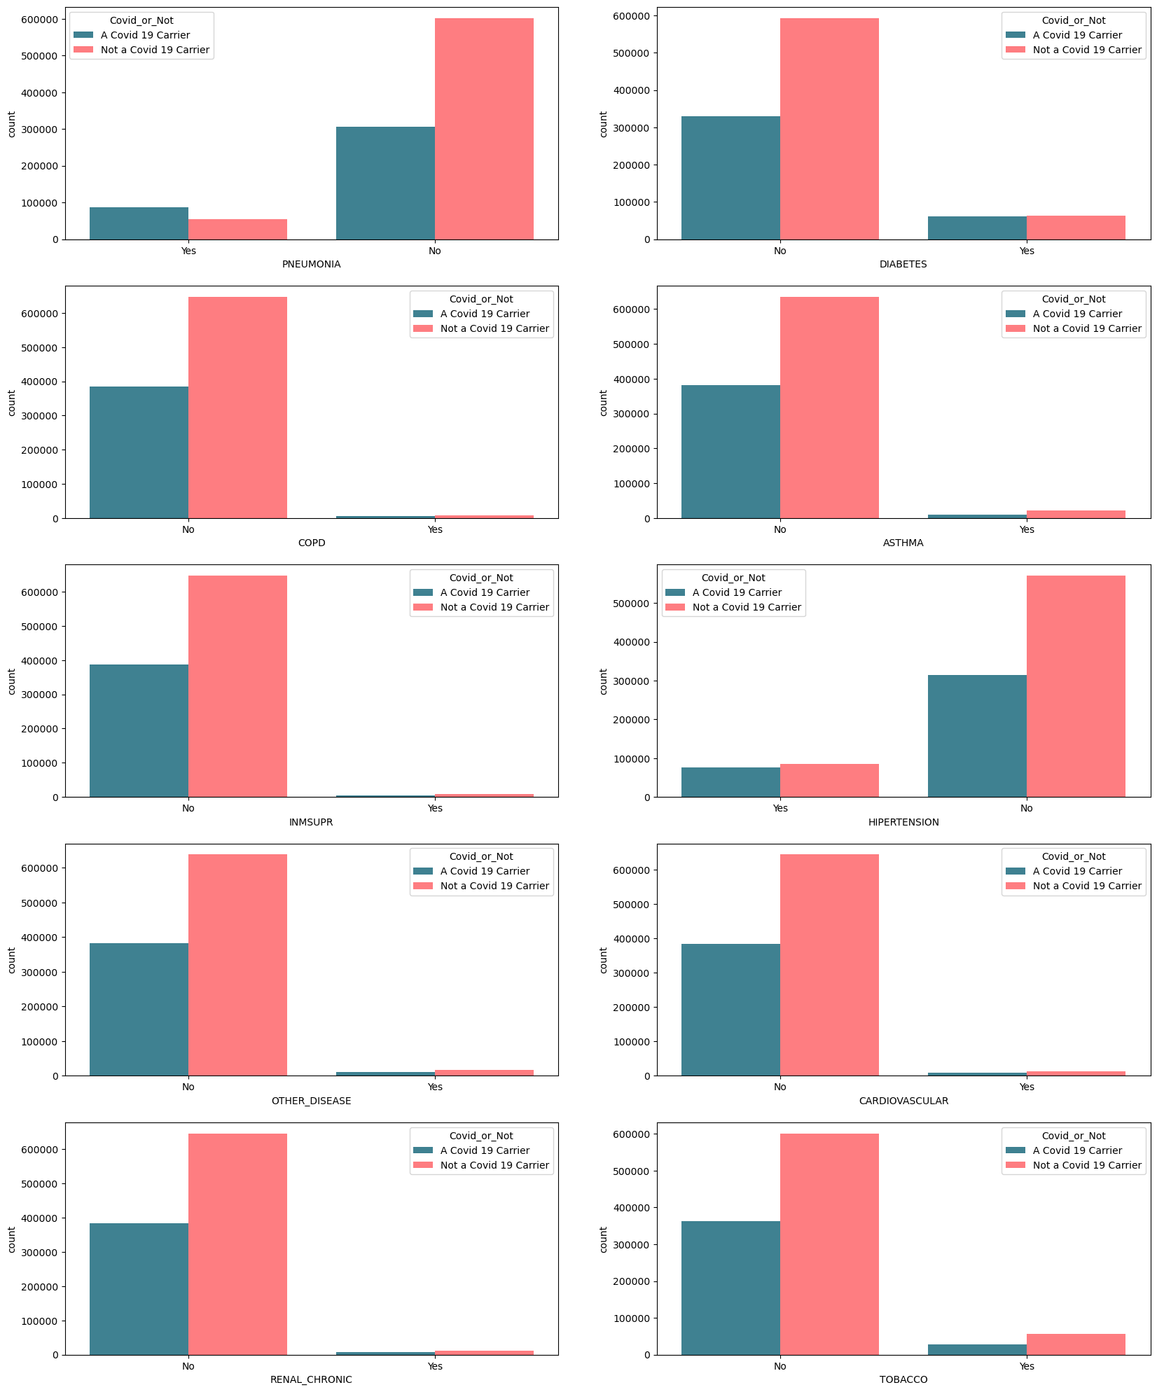 Covid_or_Not
A Covid 19 Carrier
Not a Covid 19 Carrier
600000
500000
400000
300000
200000
100000
0
count
Yes
No
PNEUMONIA
Covid_or_Not
A Covid 19 Carrier
Not a Covid 19 Carrier
600000
500000
400000
300000
200000
100000
0
count
No
Yes
DIABETES
Covid_or_Not
A Covid 19 Carrier
Not a Covid 19 Carrier
600000
500000
400000
300000
200000
100000
0
count
No
Yes
COPD
Covid_or_Not
A Covid 19 Carrier
Not a Covid 19 Carrier
600000
500000
400000
300000
200000
100000
0
count
No
Yes
ASTHMA
Covid_or_Not
A Covid 19 Carrier
Not a Covid 19 Carrier
600000
500000
400000
300000
200000
100000
0
count
No
Yes
INMSUPR
Covid_or_Not
A Covid 19 Carrier
Not a Covid 19 Carrier
500000
400000
300000
200000
100000
0
count
Yes
No
HIPERTENSION
Covid_or_Not
A Covid 19 Carrier
Not a Covid 19 Carrier
600000
500000
400000
300000
200000
100000
0
count
No
Yes
OTHER_DISEASE
Covid_or_Not
A Covid 19 Carrier
Not a Covid 19 Carrier
600000
500000
400000
300000
200000
100000
0
count
No
Yes
CARDIOVASCULAR
Covid_or_Not
A Covid 19 Carrier
Not a Covid 19 Carrier
600000
500000
400000
300000
200000
100000
0
count
No
Yes
RENAL_CHRONIC
Covid_or_Not
A Covid 19 Carrier
Not a Covid 19 Carrier
600000
500000
400000
300000
200000
100000
0
count
No
Yes
TOBACCO